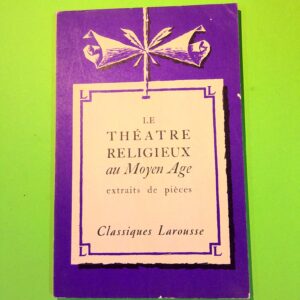 L L
LE
THÉATRE
RELIGIEUX
au Moyen Age
extraits de pièces
Classiques Larousse
L L